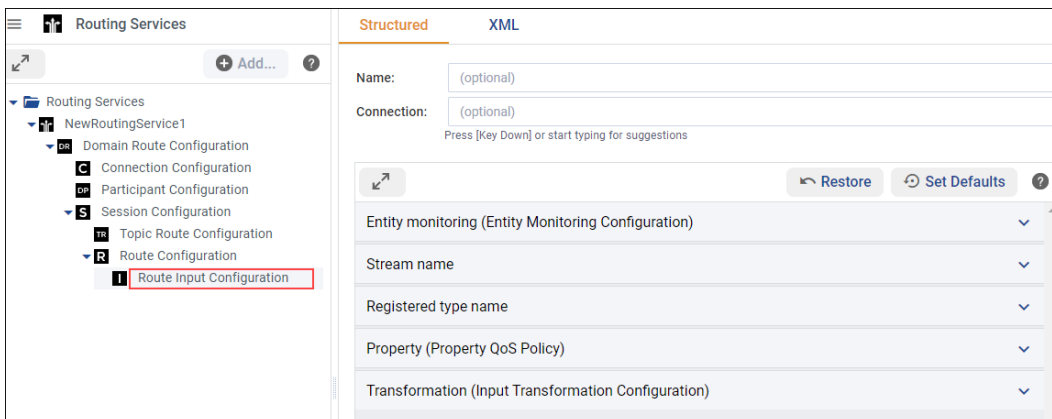 Routing Services
Add...
Routing Services
NewRoutingService1
DR Domain Route Configuration
C Connection Configuration
DP Participant Configuration
S Session Configuration
TR Topic Route Configuration
R Route Configuration
I Route Input Configuration
Structured XML
Name: (optional)
Connection: (optional)
Press [Key Down] or start typing for suggestions
Restore Set Defaults
Entity monitoring (Entity Monitoring Configuration)
Stream name
Registered type name
Property (Property QoS Policy)
Transformation (Input Transformation Configuration)